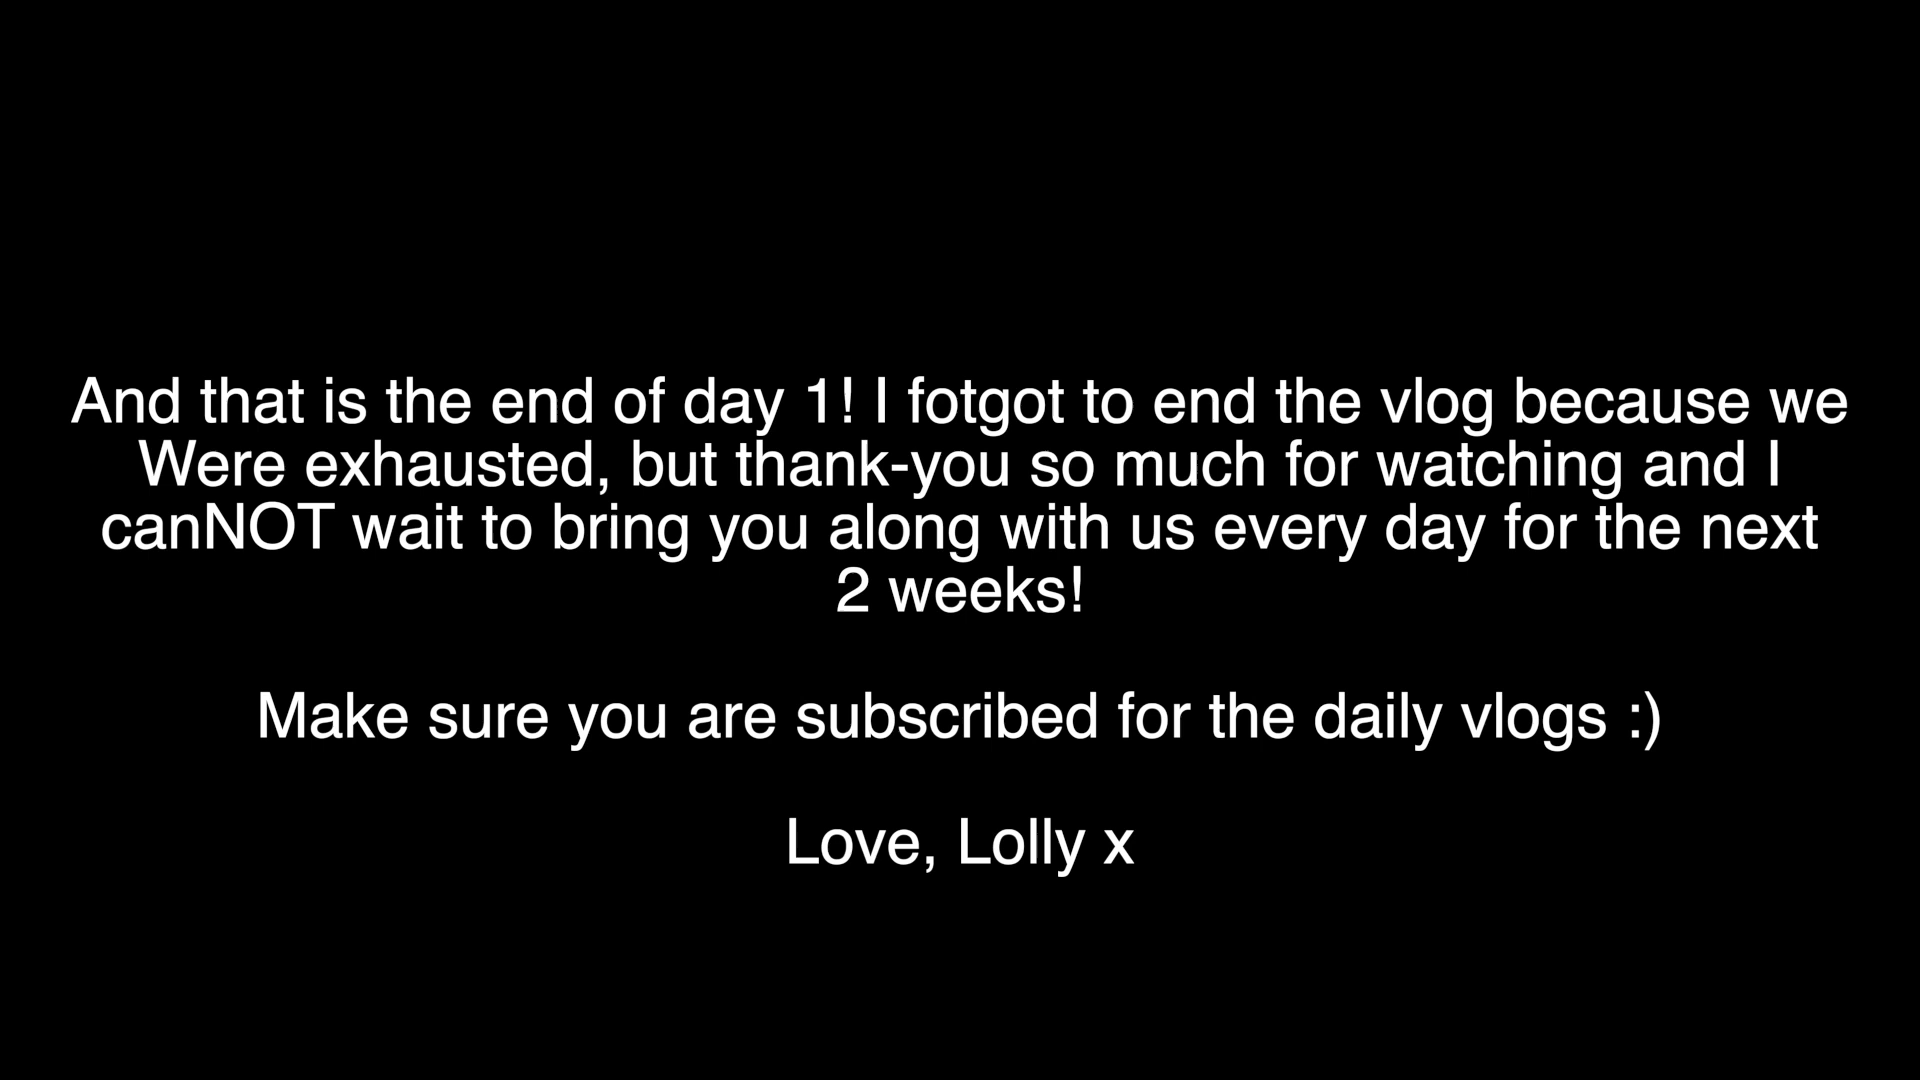 And that is the end of day 1! I fotgot to end the vlog because we
Were exhausted, but thank-you so much for watching and I
canNOT wait to bring you along with us every day for the next
2 weeks!
Make sure you are subscribed for the daily vlogs :)
Love, Lolly x